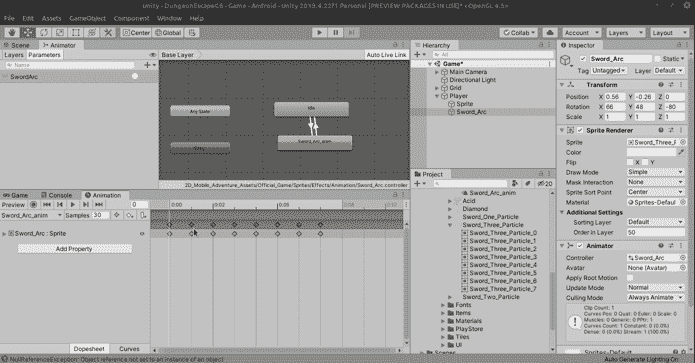 Unity - DungeonEscapeC6 - Game - Android - Unity 2019.4.22f1 Personal [PREVIEW PACKAGES IN USE]* <OpenGL 4.5>
File Edit Assets GameObject Component Window Help
Center Global Collab Account Layers Layout
Scene Animator
Layers Parameters Base Layer Auto Live Link
Name
SwordArc
Any State
Idle
Entry
Sword_Arc_anim
2D_Mobile_Adventure_Assets/Official_Game/Sprites/Effects/Animation/Sword_Arc.controller
Game Console Animation
Preview 0 0:00 0:01 0:02 0:03 0:05 0:10
Sword_Arc_anim Samples 30
Sword_Arc : Sprite
Add Property
Dopesheet Curves
Hierarchy
All
Game*
Main Camera
Directional Light
Grid
Player
Sprite
Sword_Arc
Project
20
Sword_Arc_anim
Acid
Diamond
Sword_One_Particle
Sword_Three_Particle
Sword_Three_Particle_0
Sword_Three_Particle_1
Sword_Three_Particle_2
Sword_Three_Particle_3
Sword_Three_Particle_4
Sword_Three_Particle_5
Sword_Three_Particle_6
Sword_Three_Particle_7
Sword_Two_Particle
Fonts
Items
Materials
PlayStore
Tiles
UI
Scenes
Inspector
Sword_Arc Static
Tag Untagged Layer Default
Transform
Position X 0.56 Y -0.26 Z 0
Rotation X 66 Y 48 Z -80
Scale X 1 Y 1 Z 1
Sprite Renderer
Sprite Sword_Three_P
Color
Flip X Y
Draw Mode Simple
Mask Interaction None
Sprite Sort Point Center
Material Sprites-Defaul
Additional Settings
Sorting Layer Default
Order in Layer 50
Animator
Controller Sword_Arc
Avatar None (Avatar)
Apply Root Motion
Update Mode Normal
Culling Mode Always Animate
Clip Count: 1
Curves Pos: 0 Quat: 0 Euler: 0 Scale: 0
Muscles: 0 Generic: 0 PPtr: 1
Curves Count: 1 Constant: 0 (0.0%)
Dense: 0 (0.0%) Stream: 1 (100.0%)
Sprites-Default
NullReferenceException: Object reference not set to an instance of an object
Auto Generate Lighting On